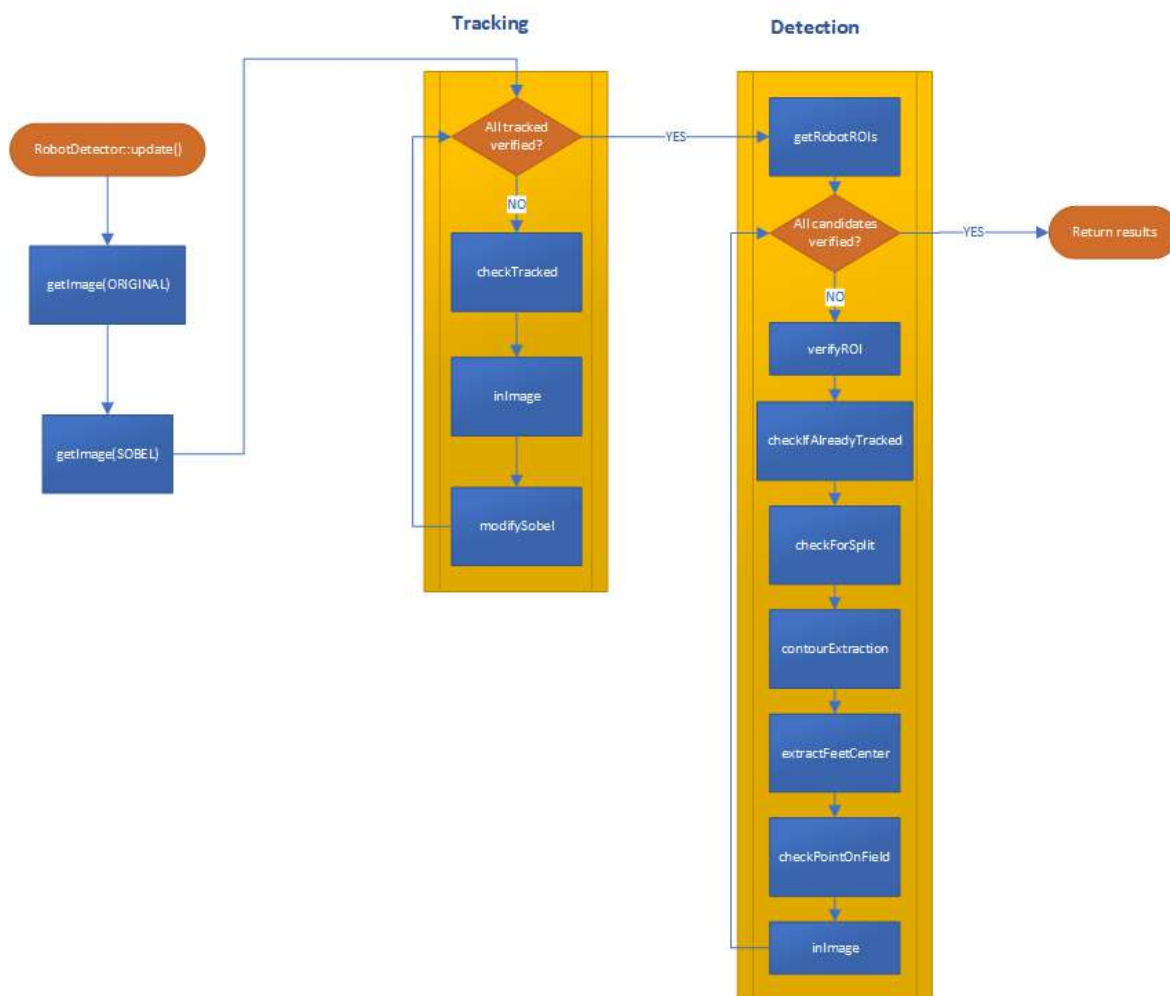 Tracking
Detection
RobotDetector::update()
getImage(ORIGINAL)
getImage(SOBEL)
All tracked
verified?
YES
NO
checkTracked
inImage
modifySobel
getRobotROIs
All candidates
verified?
YES
Return results
NO
verifyROI
checkIfAlreadyTracked
checkForSplit
contourExtraction
extractFeetCenter
checkPointOnField
inImage